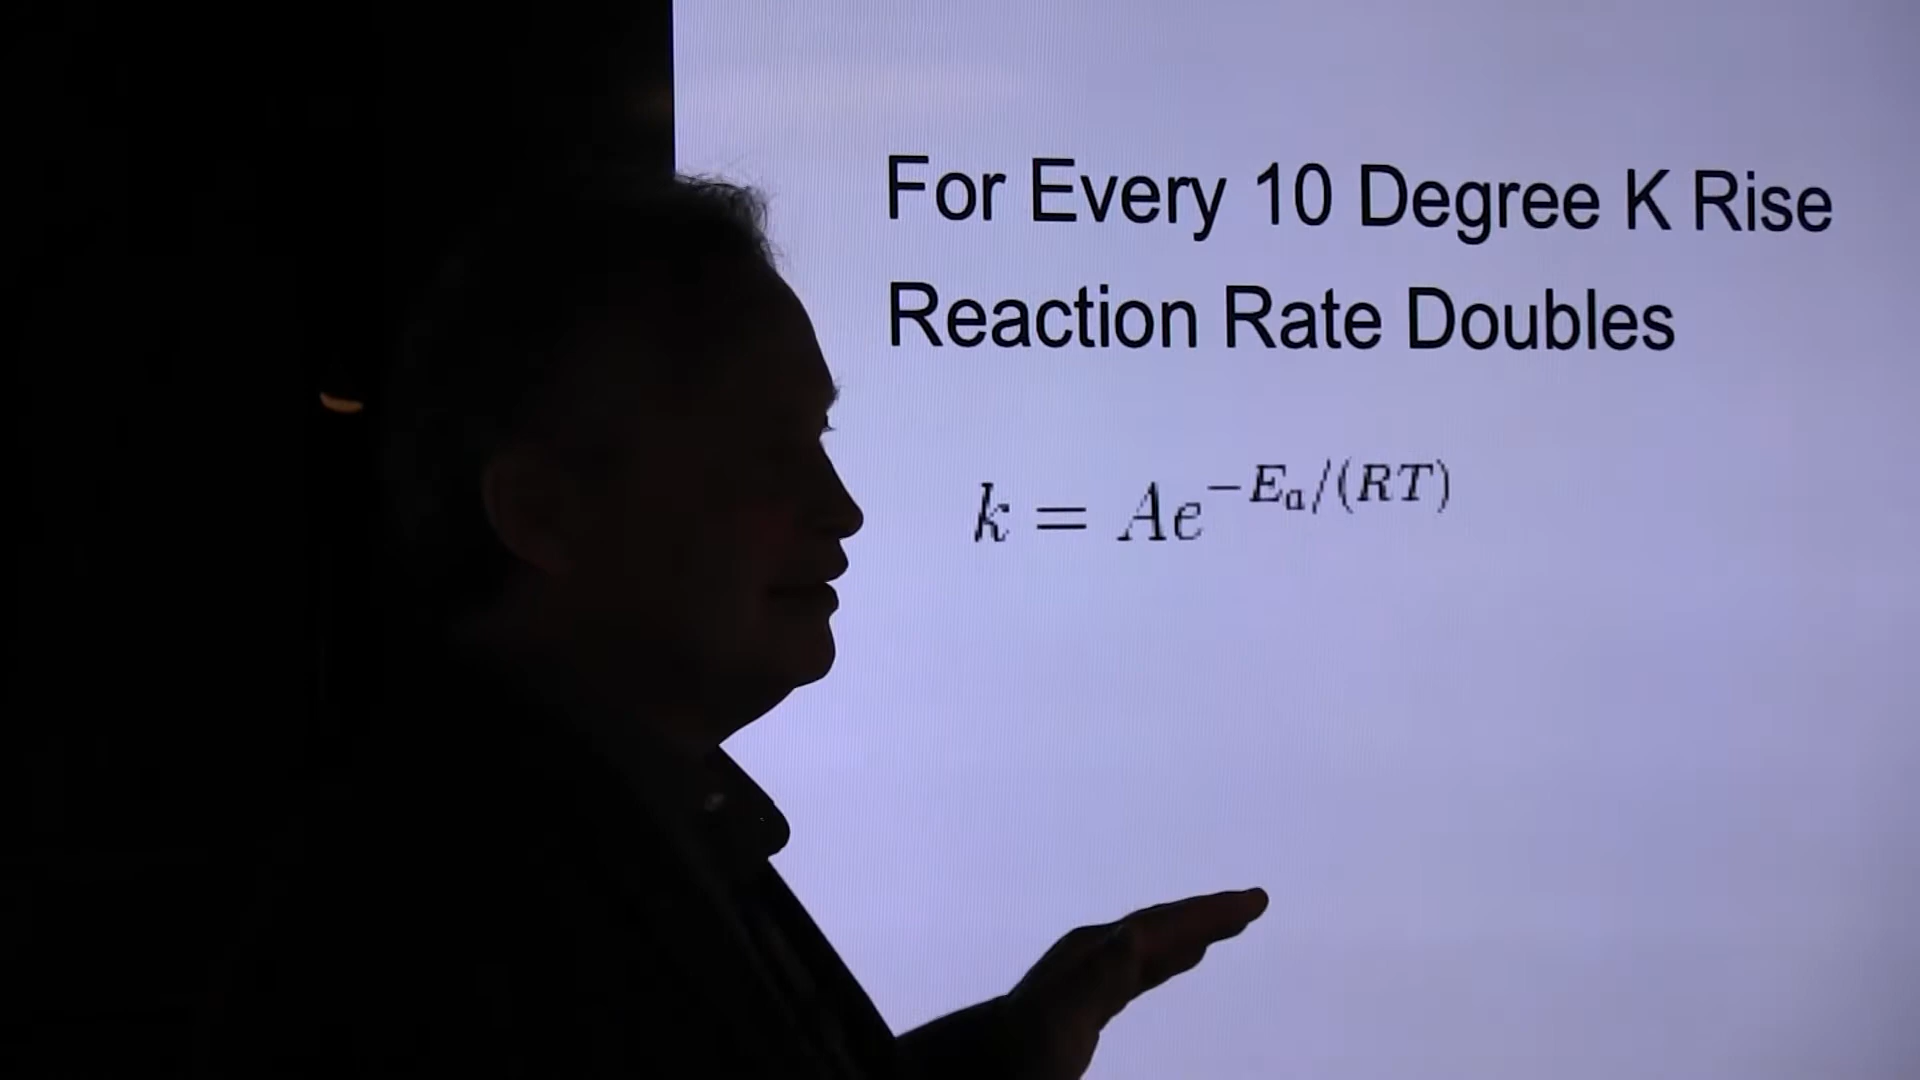 For Every 10 Degree K Rise
Reaction Rate Doubles
k = Ae^{-E_a/(RT)}